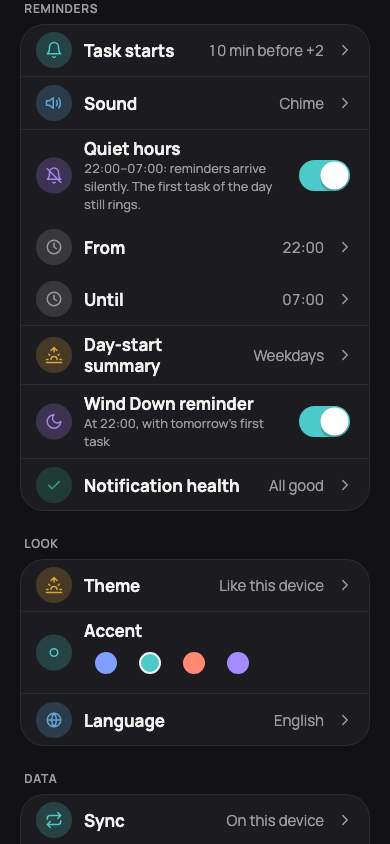 REMINDERS
Task starts 10 min before +2
Sound Chime
Quiet hours
22:00–07:00: reminders arrive
silently. The first task of the day
still rings.
From 22:00
Until 07:00
Day-start
summary
Weekdays
Wind Down reminder
At 22:00, with tomorrow's first
task
Notification health All good
LOOK
Theme Like this device
Accent
Language English
DATA
Sync On this device